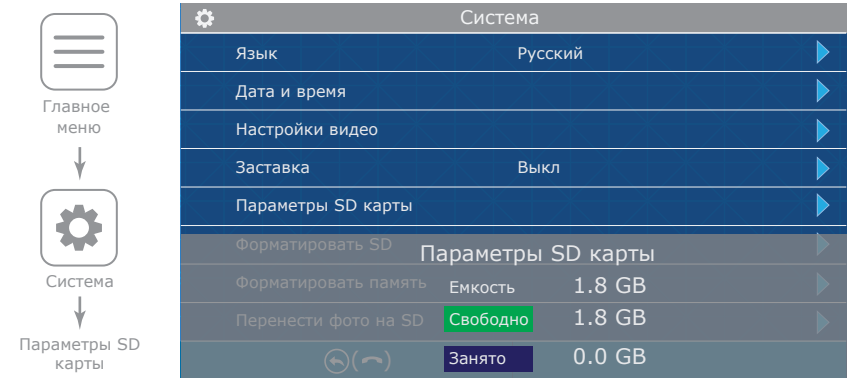 Главное
меню
Система
Параметры SD
карты
Система
Язык Русский
Дата и время
Настройки видео
Заставка Выкл
Параметры SD карты
Форматировать SD
Форматировать память
Перенести фото на SD
Параметры SD карты
Емкость 1.8 GB
Свободно 1.8 GB
Занято 0.0 GB